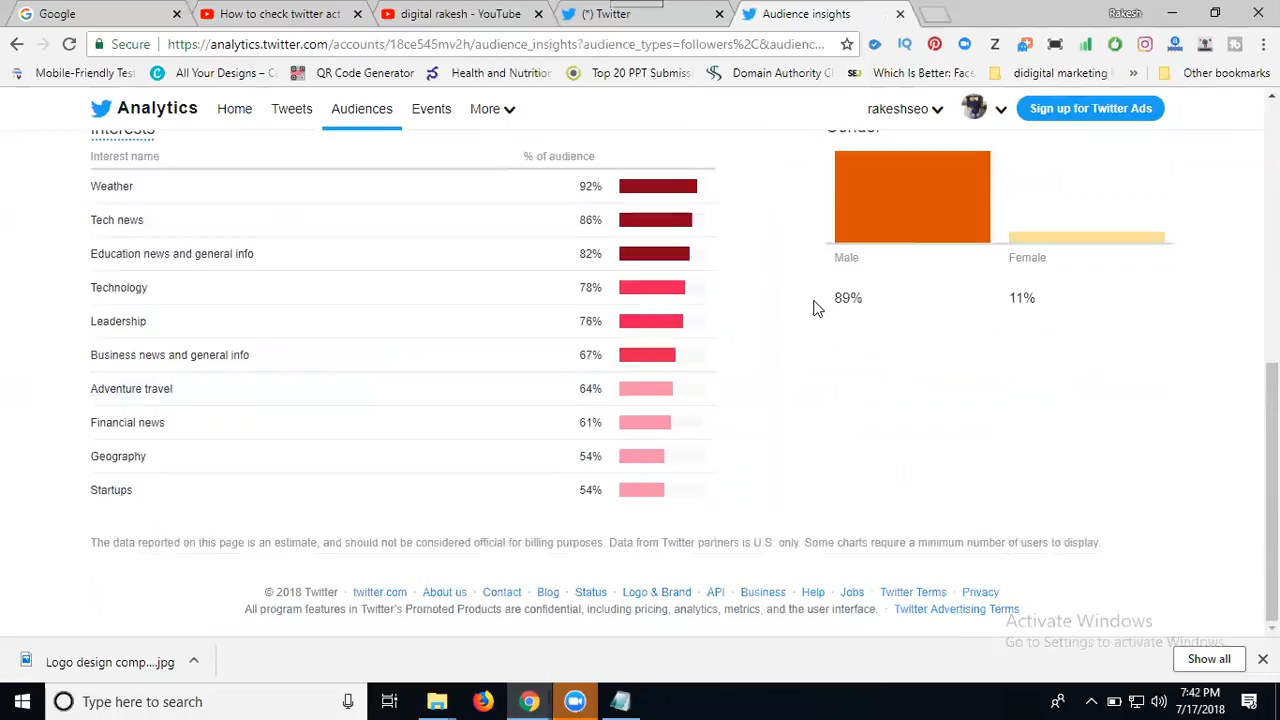 Google
How to check twitter act
digital rakesh - YouTube
(*) Twitter
Audience insights
Rakesh
Secure
https://analytics.twitter.com/accounts/18ce545mv2b/audience_insights?audience_types=followers%2C&audienc...
Mobile-Friendly Test
All Your Designs –
QR Code Generator
Health and Nutrition
Top 20 PPT Submiss
Domain Authority C
Which Is Better: Face
didigital marketing
»
Other bookmarks
Analytics
Home
Tweets
Audiences
Events
More
rakeshseo
Sign up for Twitter Ads
Interests
Gender
Interest name
% of audience
Weather 92%
Tech news 86%
Education news and general info 82%
Technology 78%
Leadership 76%
Business news and general info 67%
Adventure travel 64%
Financial news 61%
Geography 54%
Startups 54%
Male
Female
89%
11%
The data reported on this page is an estimate, and should not be considered official for billing purposes. Data from Twitter partners is U.S. only. Some charts require a minimum number of users to display.
© 2018 Twitter · twitter.com · About us · Contact · Blog · Status · Logo & Brand · API · Business · Help · Jobs · Twitter Terms · Privacy
All program features in Twitter's Promoted Products are confidential, including pricing, analytics, metrics, and the user interface. · Twitter Advertising Terms
Activate Windows
Go to Settings to activate Windows.
Logo design comp....jpg
Show all
Type here to search
7:42 PM
7/17/2018